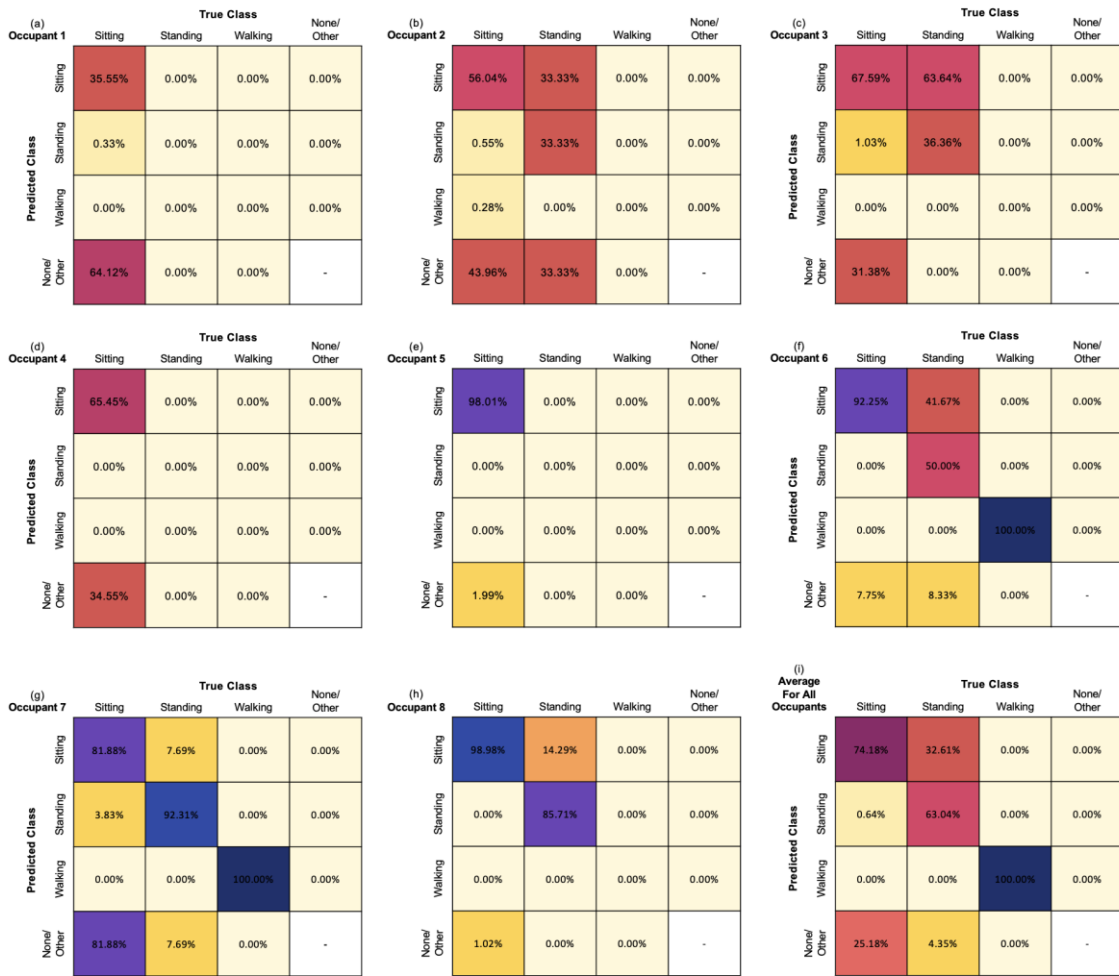 (a)
Occupant 1
True Class
Sitting Standing Walking None/
Other
Predicted Class
Sitting 35.55% 0.00% 0.00% 0.00%
Standing 0.33% 0.00% 0.00% 0.00%
Walking 0.00% 0.00% 0.00% 0.00%
None/
Other 64.12% 0.00% 0.00% -
(b)
Occupant 2
True Class
Sitting Standing Walking None/
Other
Predicted Class
Sitting 56.04% 33.33% 0.00% 0.00%
Standing 0.55% 33.33% 0.00% 0.00%
Walking 0.28% 0.00% 0.00% 0.00%
None/
Other 43.96% 33.33% 0.00% -
(c)
Occupant 3
True Class
Sitting Standing Walking None/
Other
Predicted Class
Sitting 67.59% 63.64% 0.00% 0.00%
Standing 1.03% 36.36% 0.00% 0.00%
Walking 0.00% 0.00% 0.00% 0.00%
None/
Other 31.38% 0.00% 0.00% -
(d)
Occupant 4
True Class
Sitting Standing Walking None/
Other
Predicted Class
Sitting 65.45% 0.00% 0.00% 0.00%
Standing 0.00% 0.00% 0.00% 0.00%
Walking 0.00% 0.00% 0.00% 0.00%
None/
Other 34.55% 0.00% 0.00% -
(e)
Occupant 5
True Class
Sitting Standing Walking None/
Other
Predicted Class
Sitting 98.01% 0.00% 0.00% 0.00%
Standing 0.00% 0.00% 0.00% 0.00%
Walking 0.00% 0.00% 0.00% 0.00%
None/
Other 1.99% 0.00% 0.00% -
(f)
Occupant 6
True Class
Sitting Standing Walking None/
Other
Predicted Class
Sitting 92.25% 41.67% 0.00% 0.00%
Standing 0.00% 50.00% 0.00% 0.00%
Walking 0.00% 0.00% 100.00% 0.00%
None/
Other 7.75% 8.33% 0.00% -
(g)
Occupant 7
True Class
Sitting Standing Walking None/
Other
Predicted Class
Sitting 81.88% 7.69% 0.00% 0.00%
Standing 3.83% 92.31% 0.00% 0.00%
Walking 0.00% 0.00% 100.00% 0.00%
None/
Other 81.88% 7.69% 0.00% -
(h)
Occupant 8
True Class
Sitting Standing Walking None/
Other
Predicted Class
Sitting 98.98% 14.29% 0.00% 0.00%
Standing 0.00% 85.71% 0.00% 0.00%
Walking 0.00% 0.00% 0.00% 0.00%
None/
Other 1.02% 0.00% 0.00% -
(i)
Average
For All
Occupants
True Class
Sitting Standing Walking None/
Other
Predicted Class
Sitting 74.18% 32.61% 0.00% 0.00%
Standing 0.64% 63.04% 0.00% 0.00%
Walking 0.00% 0.00% 100.00% 0.00%
None/
Other 25.18% 4.35% 0.00% -